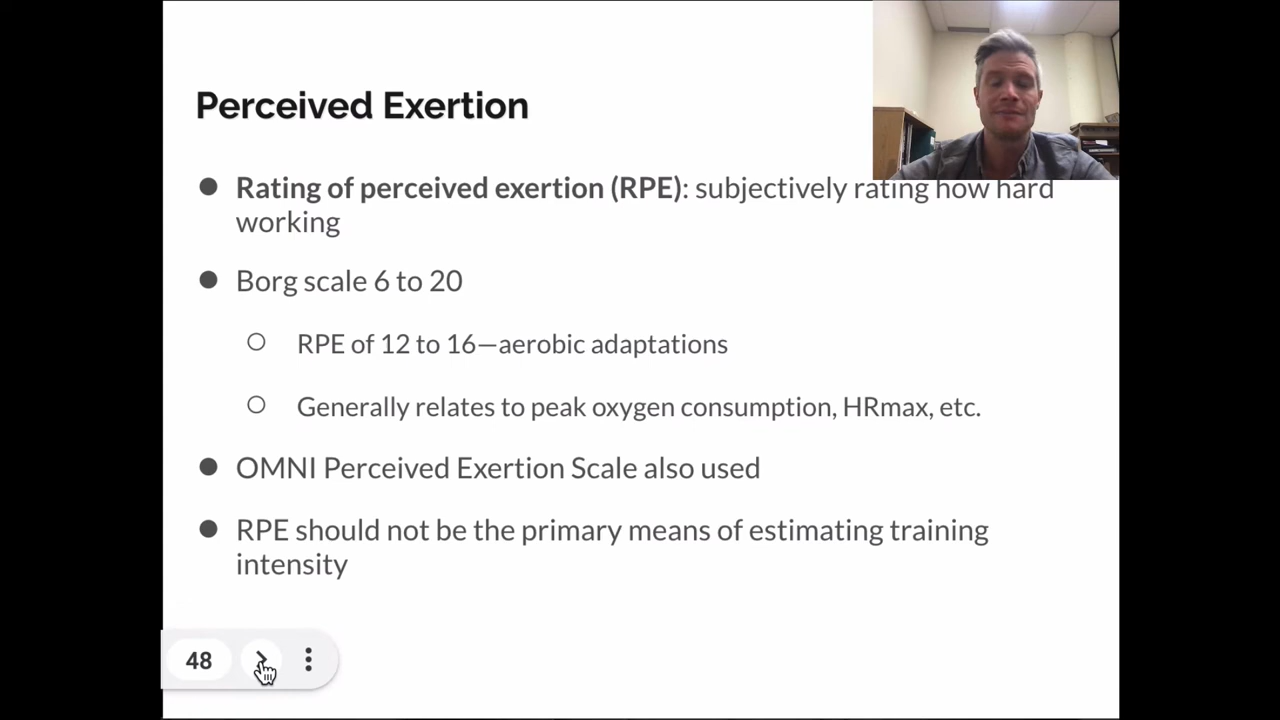 Perceived Exertion
● Rating of perceived exertion (RPE): subjectively rating how hard
working
● Borg scale 6 to 20
○ RPE of 12 to 16—aerobic adaptations
○ Generally relates to peak oxygen consumption, HRmax, etc.
● OMNI Perceived Exertion Scale also used
● RPE should not be the primary means of estimating training
intensity
48